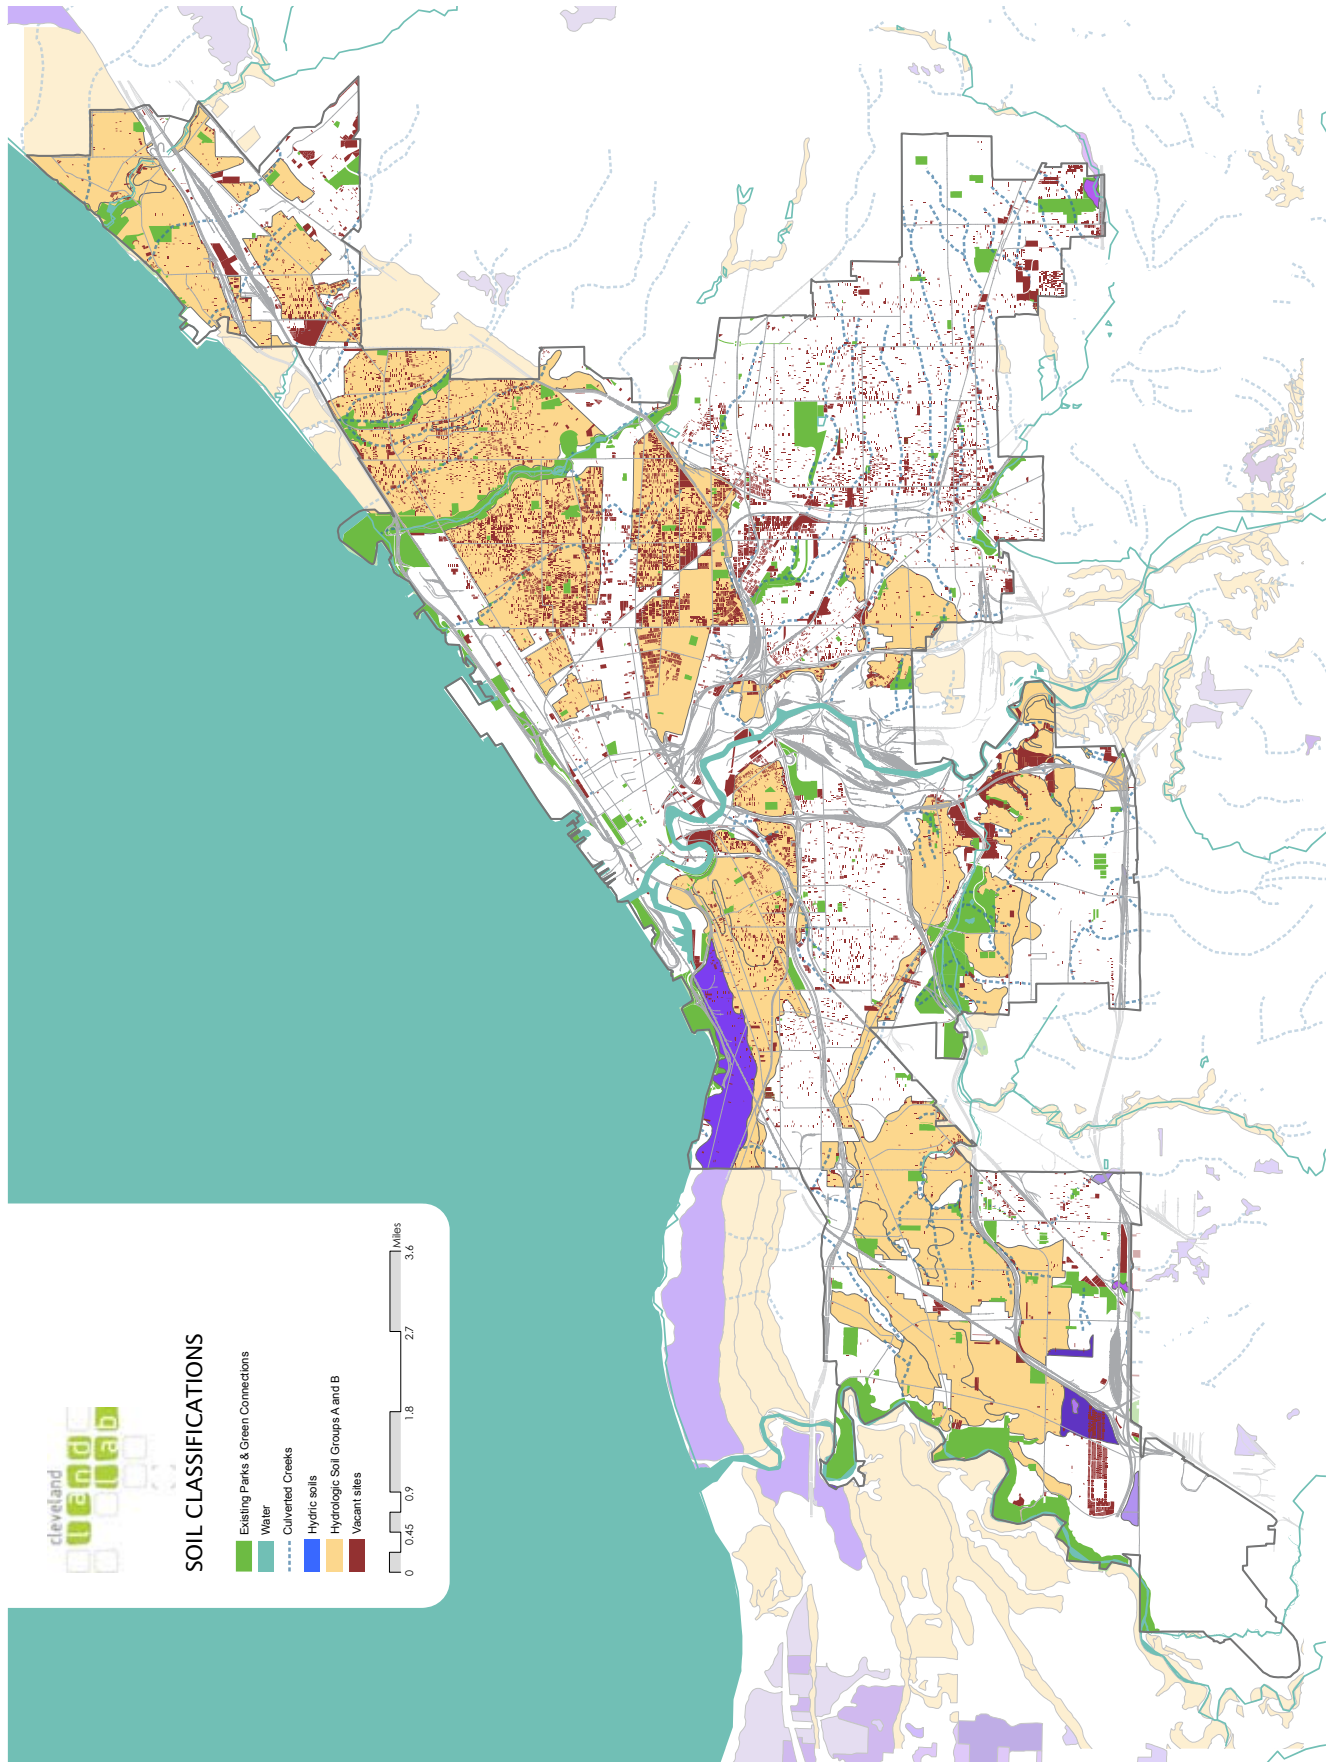 cleveland
land
lab
SOIL CLASSIFICATIONS
Existing Parks & Green Connections
Water
Culverted Creeks
Hydric soils
Hydrologic Soil Groups A and B
Vacant sites
0 0.45 0.9 1.8 2.7 3.6
Miles